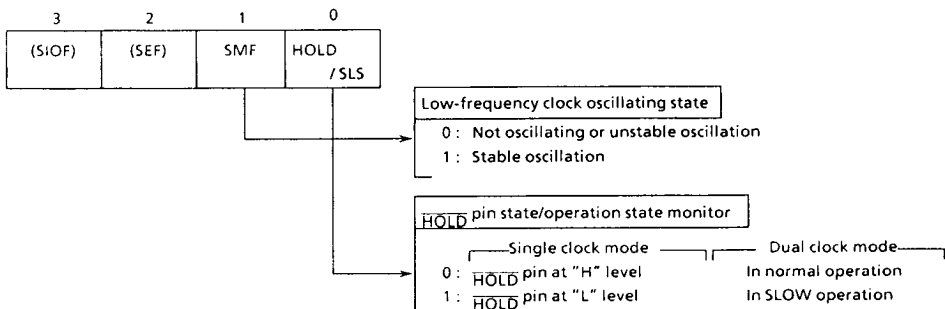 3 2 1 0
(SIOF) (SEF) SMF HOLD
/ SLS
Low-frequency clock oscillating state
0 : Not oscillating or unstable oscillation
1 : Stable oscillation
HOLD pin state/operation state monitor
Single clock mode Dual clock mode
0 : HOLD pin at "H" level In normal operation
1 : HOLD pin at "L" level In SLOW operation